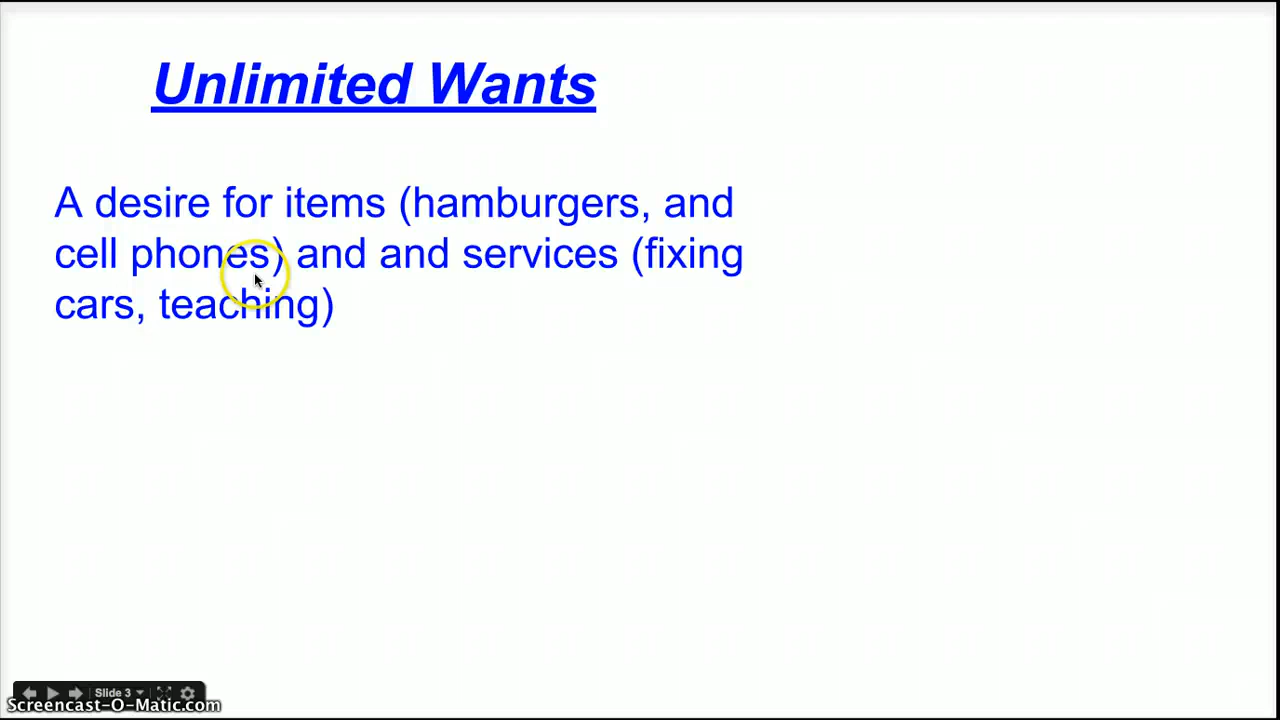 Unlimited Wants
A desire for items (hamburgers, and
cell phones) and and services (fixing
cars, teaching)
Slide 3
Screencast-O-Matic.com